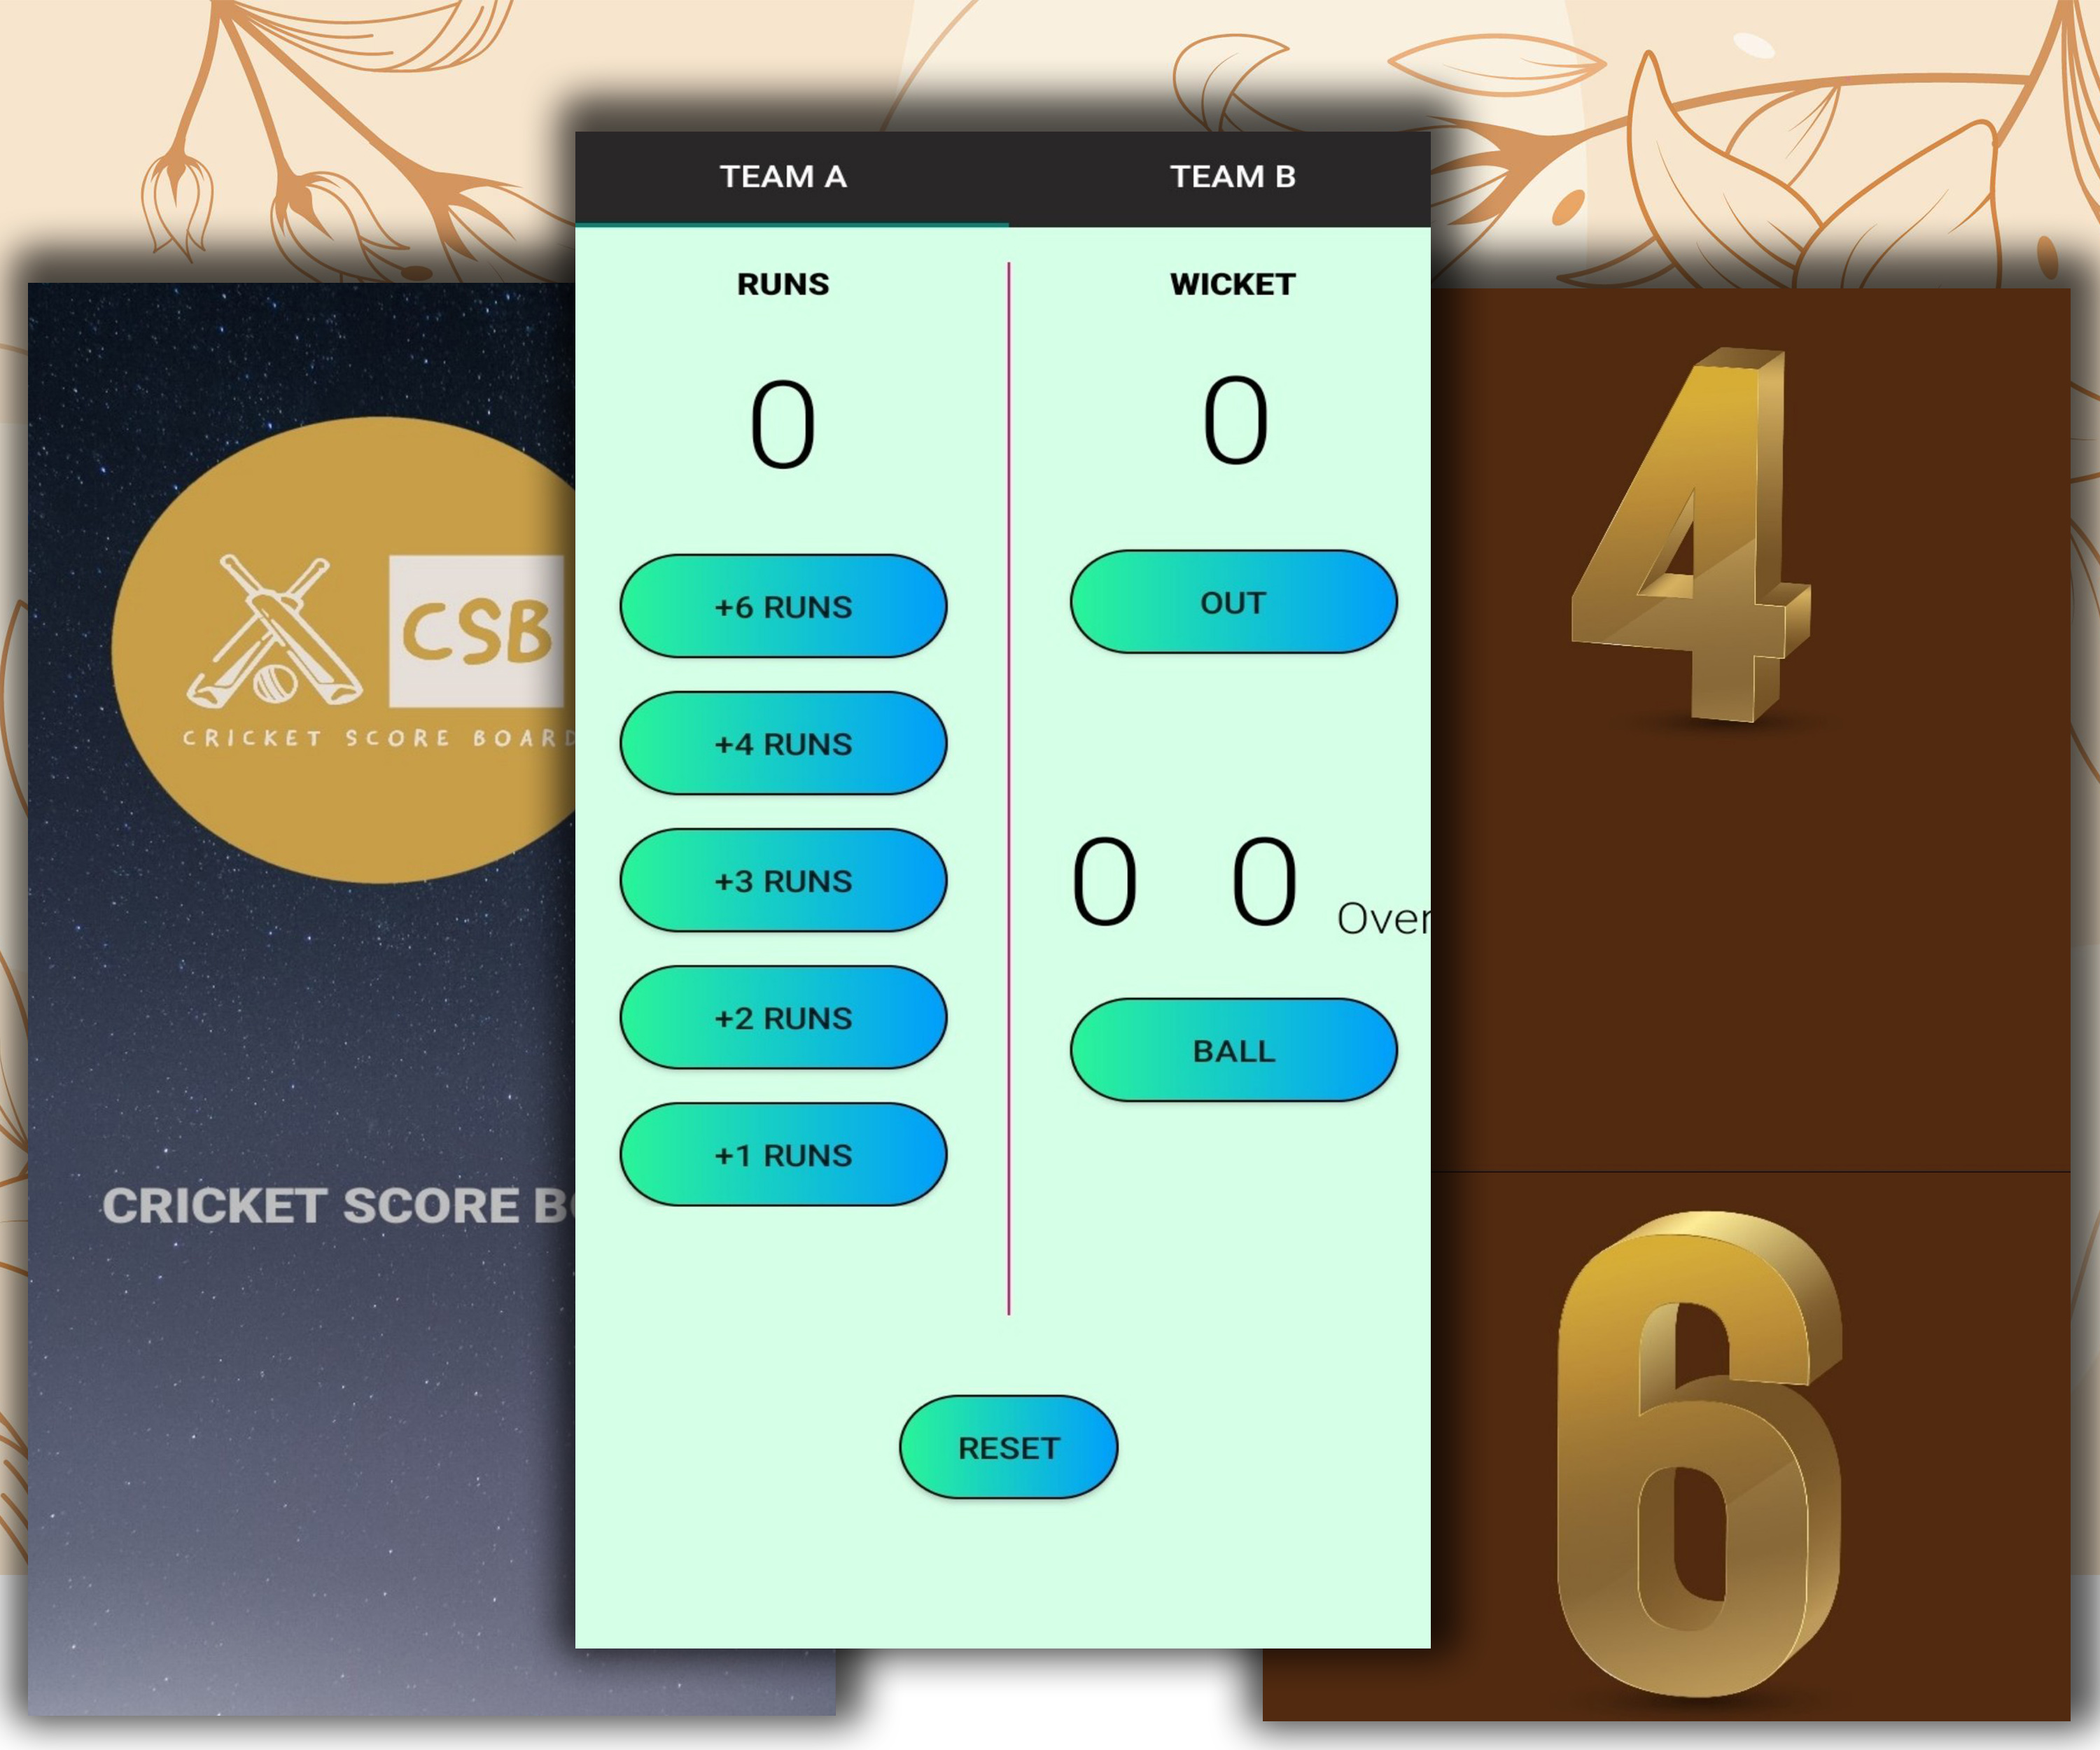 TEAM A
TEAM B
RUNS
WICKET
0
0
+6 RUNS
OUT
+4 RUNS
+3 RUNS
0 0 Over
+2 RUNS
BALL
+1 RUNS
RESET
CSB
CRICKET SCORE BOARD
CRICKET SCORE
4
6